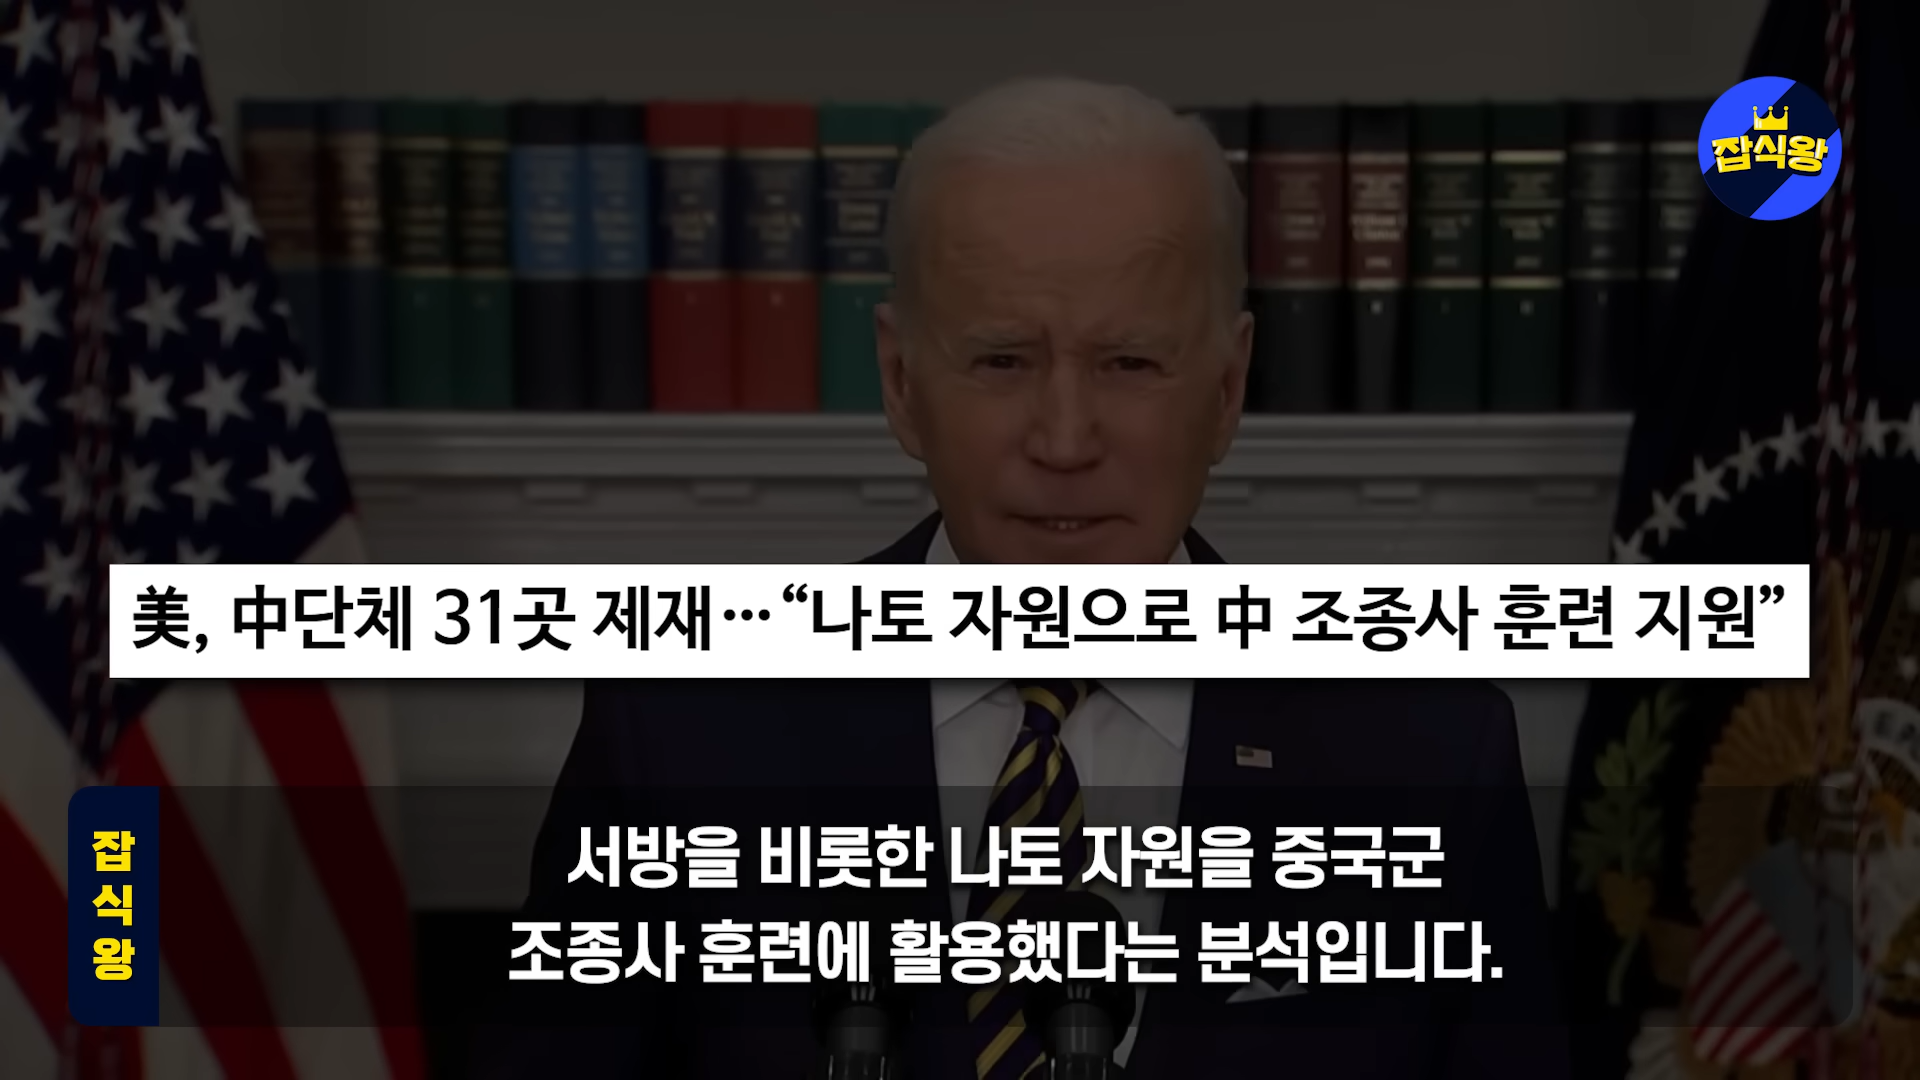 잡식왕
美, 中단체 31곳 제재…“나토 자원으로 中 조종사 훈련 지원”
잡식왕
서방을 비롯한 나토 자원을 중국군
조종사 훈련에 활용했다는 분석입니다.